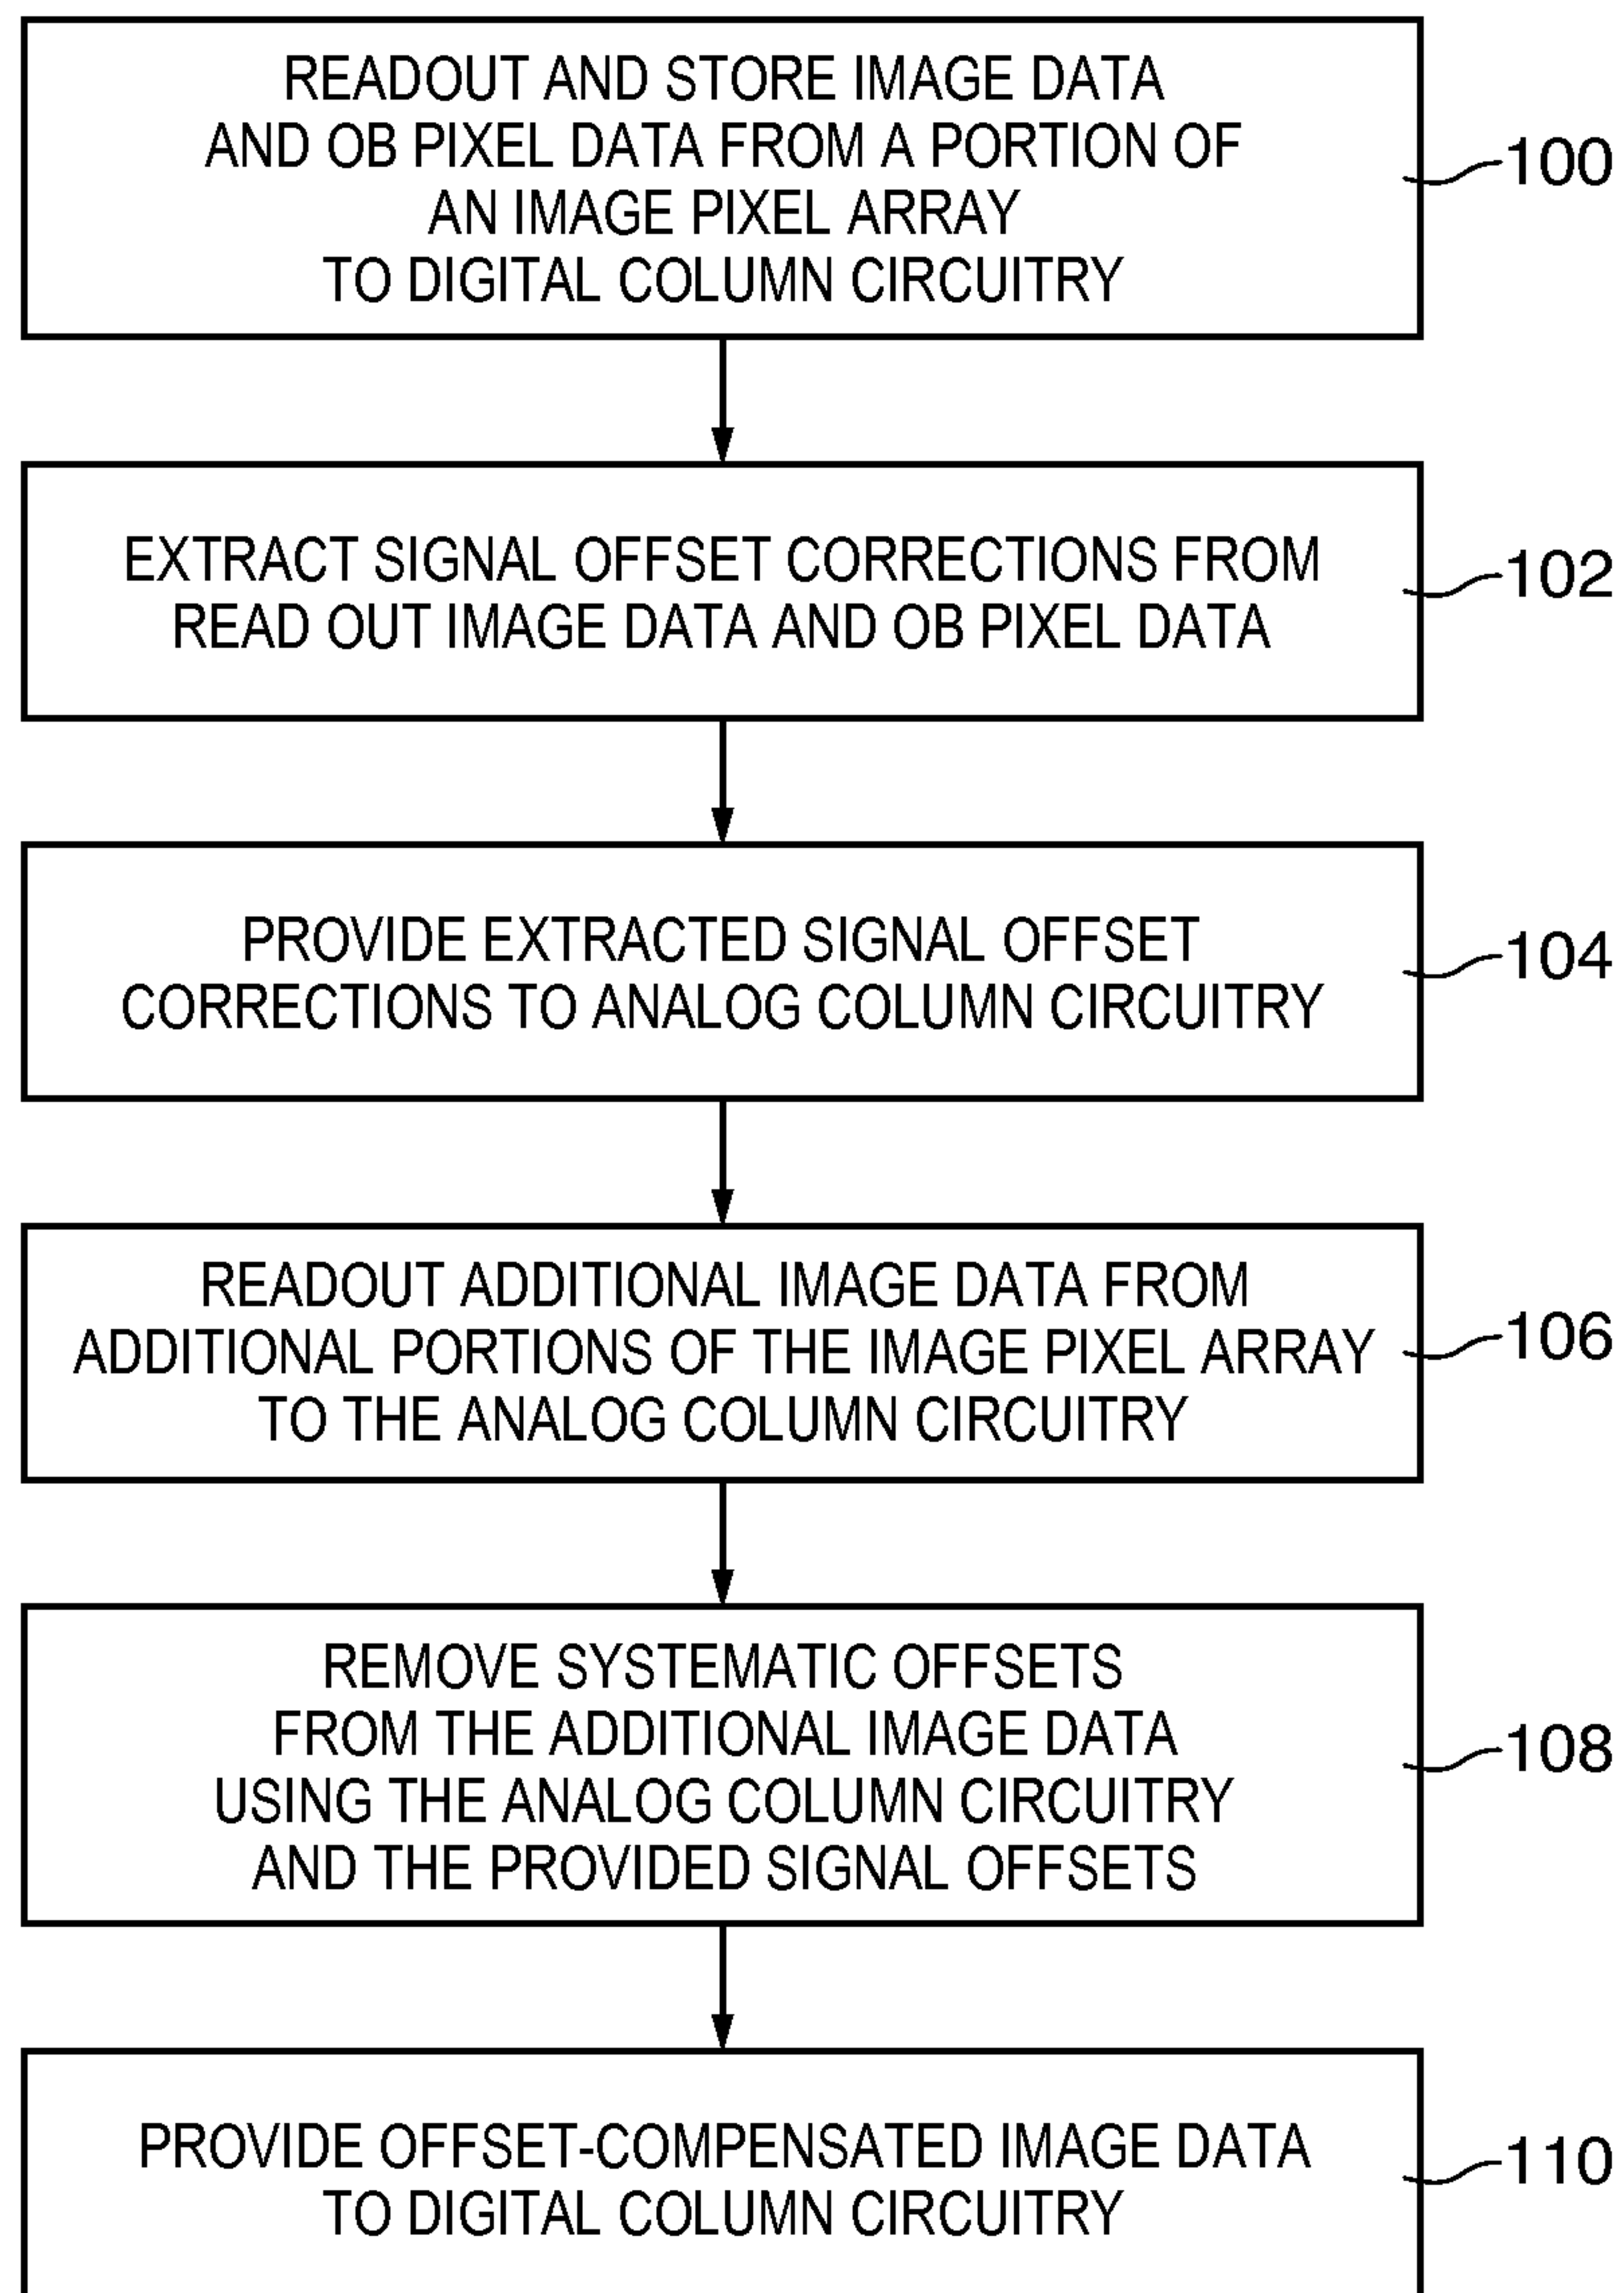 READOUT AND STORE IMAGE DATA
AND OB PIXEL DATA FROM A PORTION OF
AN IMAGE PIXEL ARRAY
TO DIGITAL COLUMN CIRCUITRY
100
EXTRACT SIGNAL OFFSET CORRECTIONS FROM
READ OUT IMAGE DATA AND OB PIXEL DATA
102
PROVIDE EXTRACTED SIGNAL OFFSET
CORRECTIONS TO ANALOG COLUMN CIRCUITRY
104
READOUT ADDITIONAL IMAGE DATA FROM
ADDITIONAL PORTIONS OF THE IMAGE PIXEL ARRAY
TO THE ANALOG COLUMN CIRCUITRY
106
REMOVE SYSTEMATIC OFFSETS
FROM THE ADDITIONAL IMAGE DATA
USING THE ANALOG COLUMN CIRCUITRY
AND THE PROVIDED SIGNAL OFFSETS
108
PROVIDE OFFSET-COMPENSATED IMAGE DATA
TO DIGITAL COLUMN CIRCUITRY
110